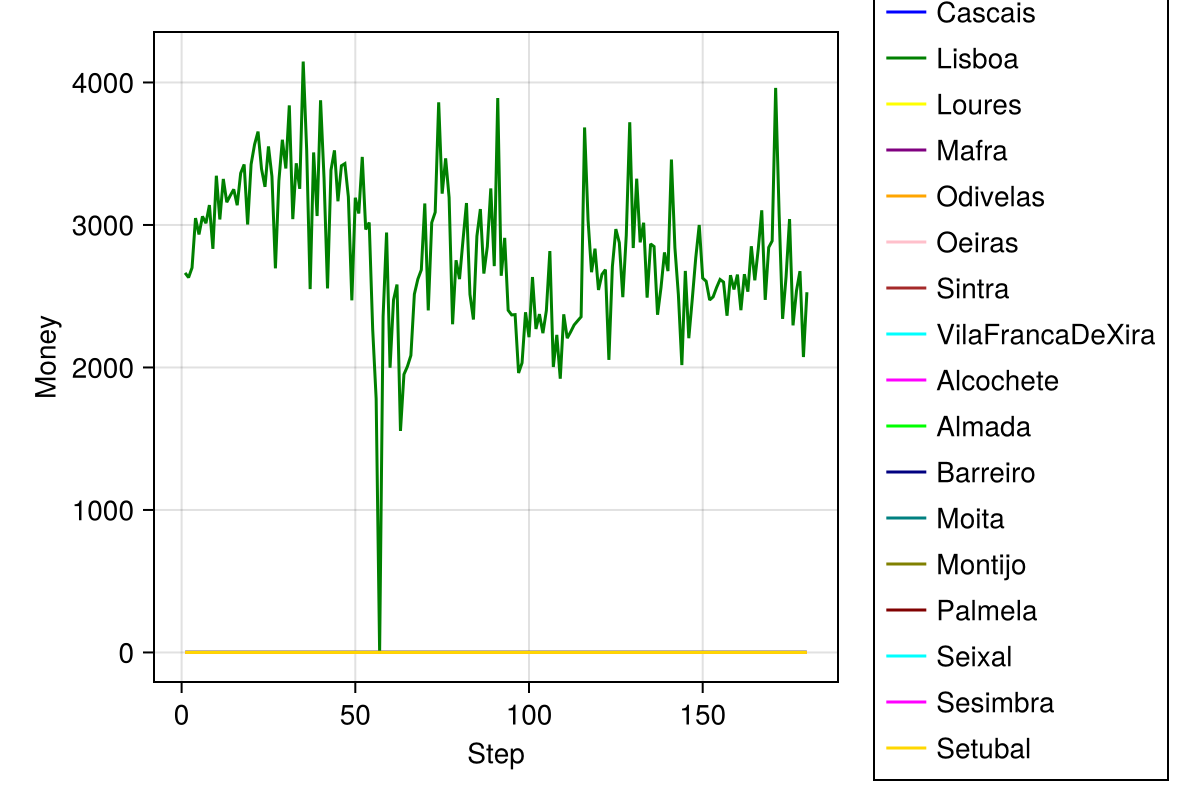 Money
4000
3000
2000
1000
0
0
50
100
150
Step
Cascais
Lisboa
Loures
Mafra
Odivelas
Oeiras
Sintra
VilaFrancaDeXira
Alcochete
Almada
Barreiro
Moita
Montijo
Palmela
Seixal
Sesimbra
Setubal